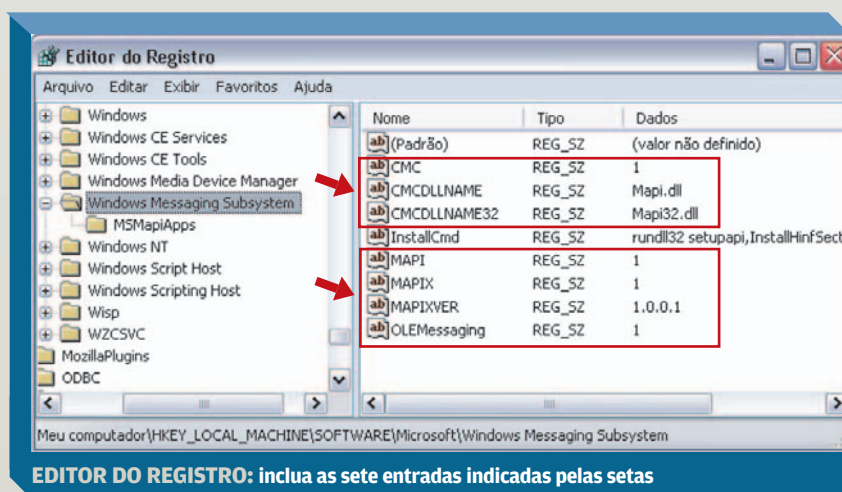 Editor do Registro
Arquivo Editar Exibir Favoritos Ajuda
Windows
Windows CE Services
Windows CE Tools
Windows Media Device Manager
Windows Messaging Subsystem
MSMapiApps
Windows NT
Windows Script Host
Windows Scripting Host
Wisp
WZCSVC
MozillaPlugins
ODBC
Nome Tipo Dados
(Padrão) REG_SZ (valor não definido)
CMC REG_SZ 1
CMCDLLNAME REG_SZ Mapi.dll
CMCDLLNAME32 REG_SZ Mapi32.dll
InstallCmd REG_SZ rundll32 setupapi,InstallHinfSect
MAPI REG_SZ 1
MAPIX REG_SZ 1
MAPIXVER REG_SZ 1.0.0.1
OLEMessaging REG_SZ 1
Meu computador\HKEY_LOCAL_MACHINE\SOFTWARE\Microsoft\Windows Messaging Subsystem
EDITOR DO REGISTRO: inclua as sete entradas indicadas pelas setas